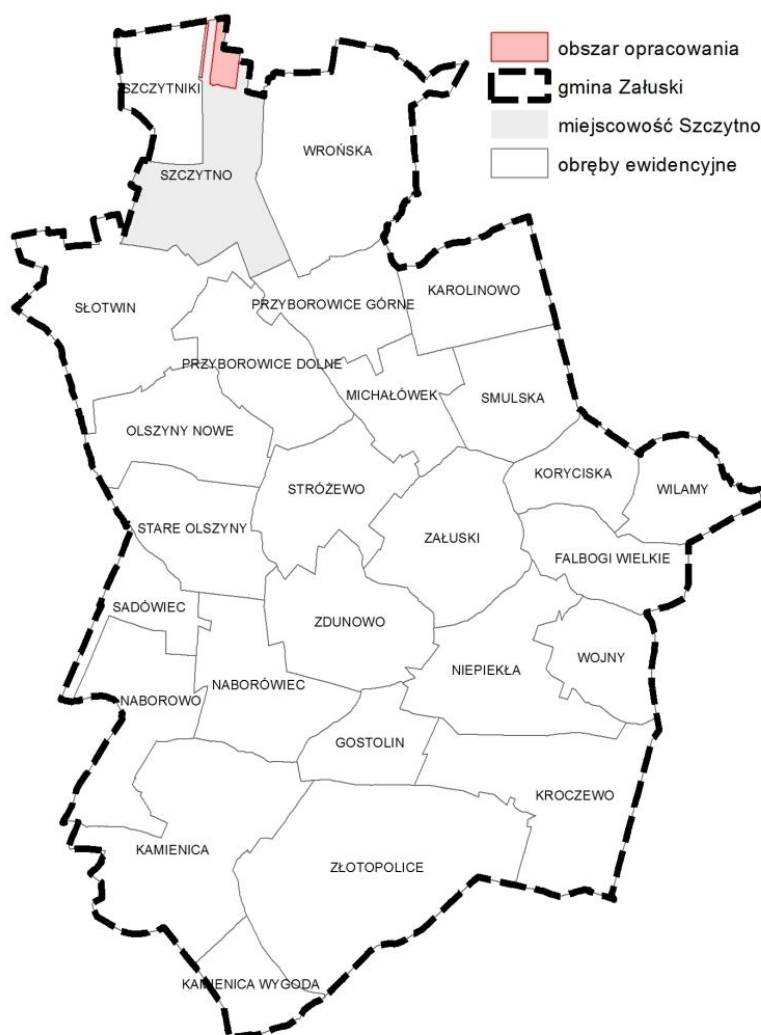 obszar opracowania
gmina Załuski
miejscowość Szczytno
obręby ewidencyjne
SZCZYTNIKI
WROŃSKA
SZCZYTNO
SŁOTWIN
PRZYBOROWICE GÓRNE
KAROLINOWO
PRZYBOROWICE DOLNE
MICHAŁÓWEK
SMULSKA
OLSZYNY NOWE
KORYCISKA
STRÓŻEWO
WILAMY
STARE OLSZYNY
ZAŁUSKI
FALBOGI WIELKIE
SADÓWIEC
ZDUNOWO
WOJNY
NIEPIEKŁA
NABORÓWIEC
NABOROWO
GOSTOLIN
KROCZEWO
KAMIENICA
ZŁOTOPOLICE
KAMIENICA WYGODA